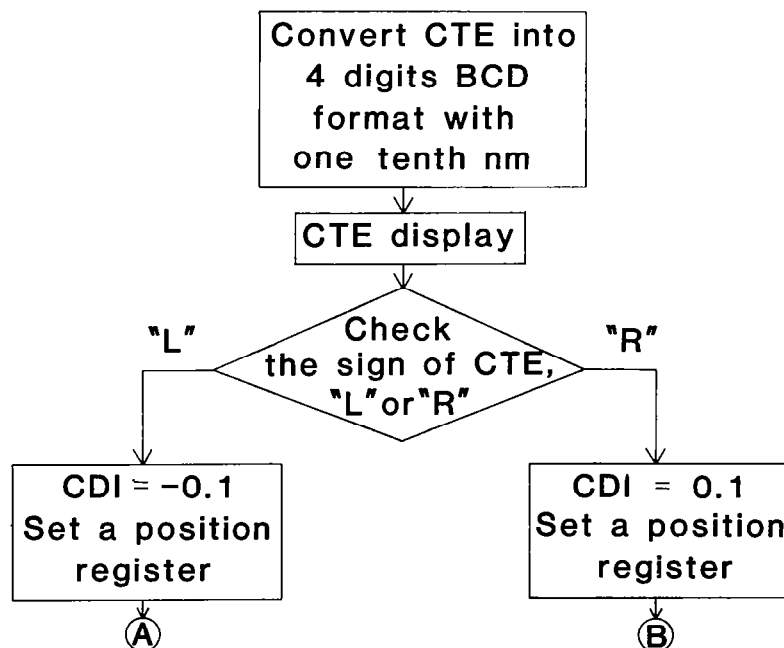 Convert CTE into
4 digits BCD
format with
one tenth nm
CTE display
"L"
Check
the sign of CTE,
"L" or "R"
"R"
CDI = -0.1
Set a position
register
CDI = 0.1
Set a position
register
A
B